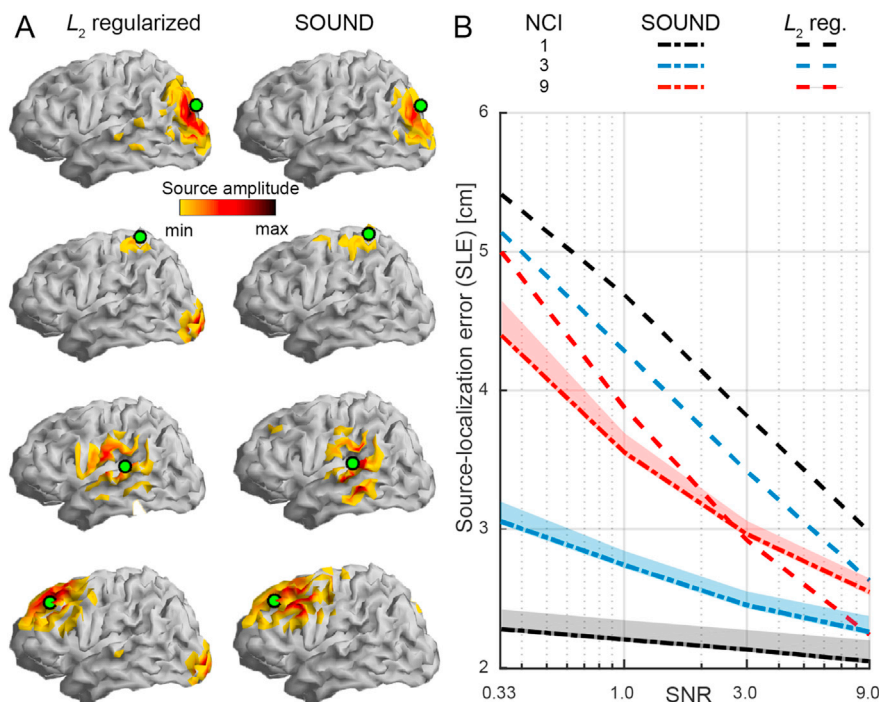 A
L2 regularized
SOUND
Source amplitude
min
max
B
NCI
SOUND
L2 reg.
1
3
9
Source-localization error (SLE) [cm]
6
5
4
3
2
0.33
1.0
SNR
3.0
9.0